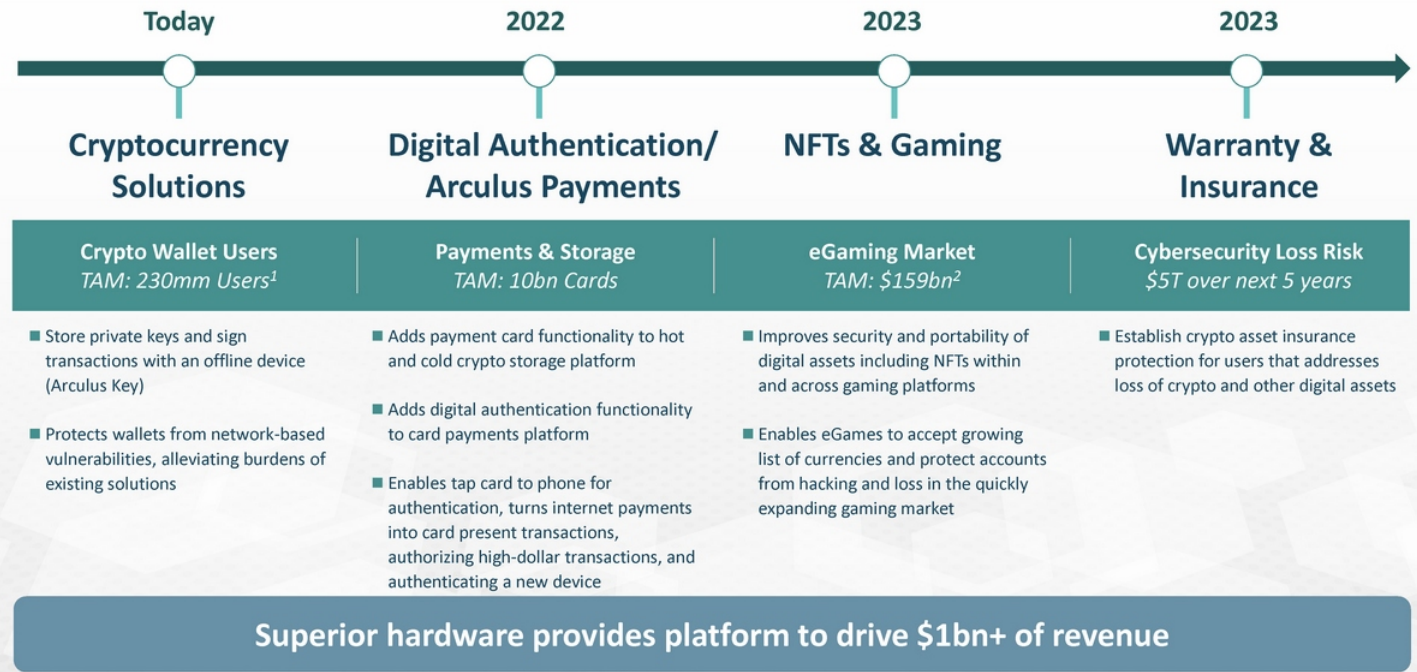 Today
2022
2023
2023
Cryptocurrency
Solutions
Digital Authentication/
Arculus Payments
NFTs & Gaming
Warranty &
Insurance
Crypto Wallet Users
TAM: 230mm Users1
Payments & Storage
TAM: 10bn Cards
eGaming Market
TAM: $159bn2
Cybersecurity Loss Risk
$5T over next 5 years
■ Store private keys and sign
transactions with an offline device
(Arculus Key)
■ Protects wallets from network-based
vulnerabilities, alleviating burdens of
existing solutions
■ Adds payment card functionality to hot
and cold crypto storage platform
■ Adds digital authentication functionality
to card payments platform
■ Enables tap card to phone for
authentication, turns internet payments
into card present transactions,
authorizing high-dollar transactions, and
authenticating a new device
■ Improves security and portability of
digital assets including NFTs within
and across gaming platforms
■ Enables eGames to accept growing
list of currencies and protect accounts
from hacking and loss in the quickly
expanding gaming market
■ Establish crypto asset insurance
protection for users that addresses
loss of crypto and other digital assets
Superior hardware provides platform to drive $1bn+ of revenue